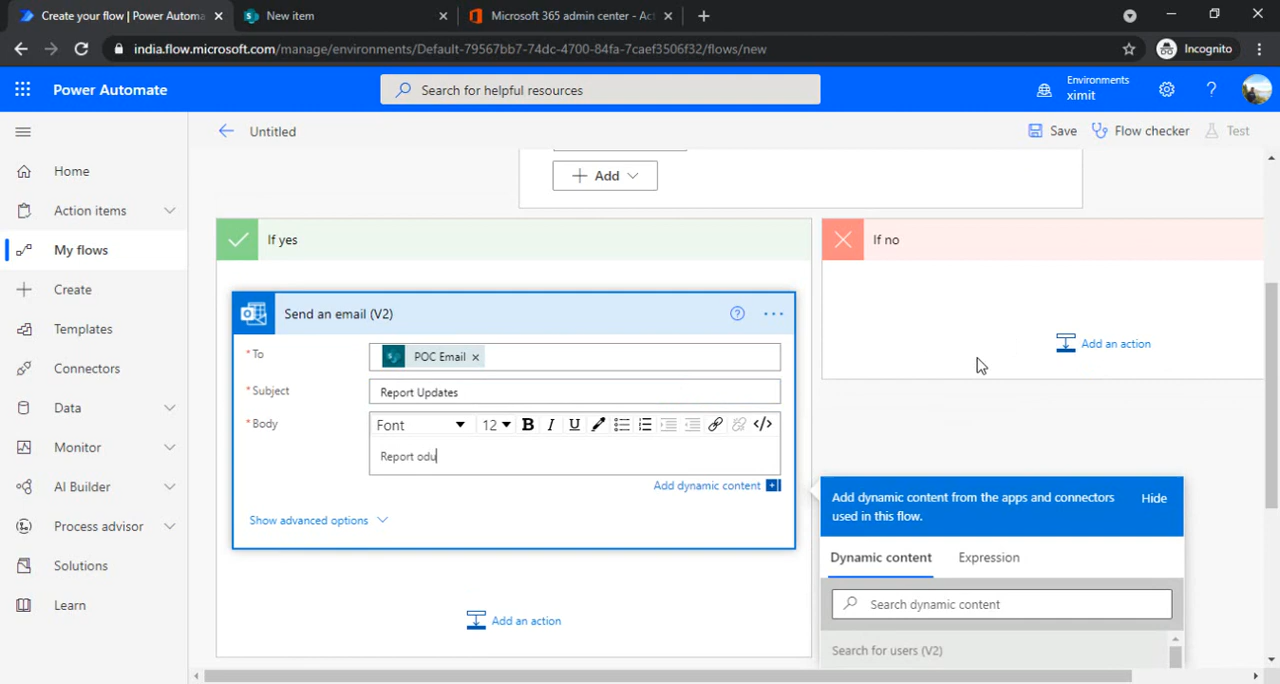 Create your flow | Power Automa
New item
Microsoft 365 admin center - Ac
india.flow.microsoft.com/manage/environments/Default-79567bb7-74dc-4700-84fa-7caef3506f32/flows/new
Incognito
Power Automate
Search for helpful resources
Environments
ximit
Untitled
Save
Flow checker
Test
Home
Action items
My flows
Create
Templates
Connectors
Data
Monitor
AI Builder
Process advisor
Solutions
Learn
Add
If yes
If no
Send an email (V2)
* To
POC Email
* Subject
Report Updates
* Body
Font
12
B I U
</>
Report odu
Add dynamic content
Show advanced options
Add an action
Add an action
Add dynamic content from the apps and connectors
used in this flow.
Hide
Dynamic content
Expression
Search dynamic content
Search for users (V2)